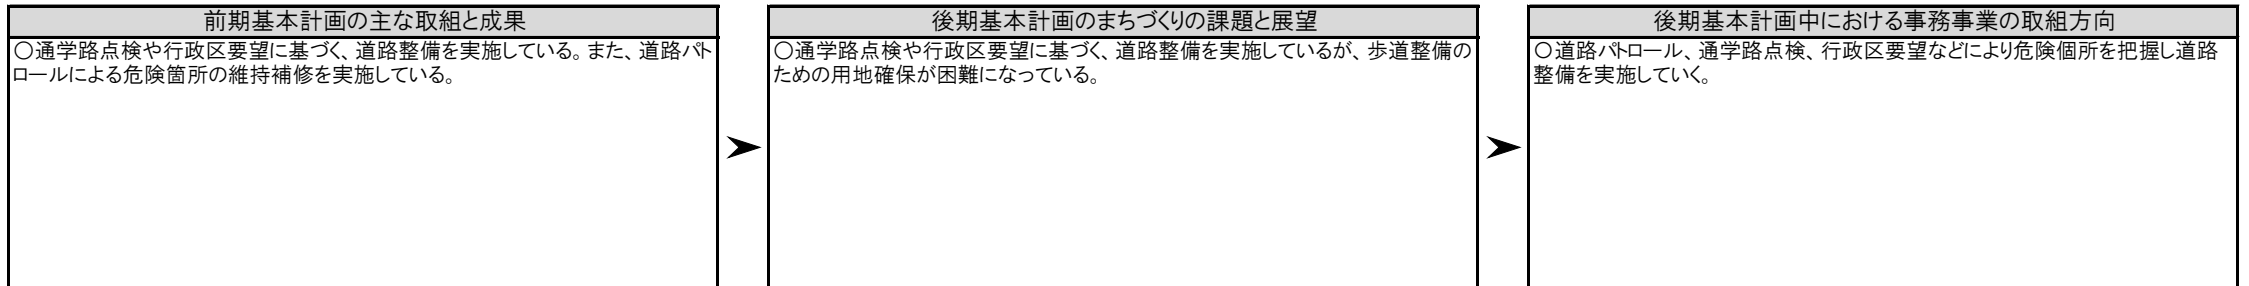 前期基本計画の主な取組と成果
〇通学路点検や行政区要望に基づく、道路整備を実施している。また、道路パト
ロールによる危険箇所の維持補修を実施している。
後期基本計画のまちづくりの課題と展望
〇通学路点検や行政区要望に基づく、道路整備を実施しているが、歩道整備の
ための用地確保が困難になっている。
後期基本計画中における事務事業の取組方向
〇道路パトロール、通学路点検、行政区要望などにより危険個所を把握し道路
整備を実施していく。